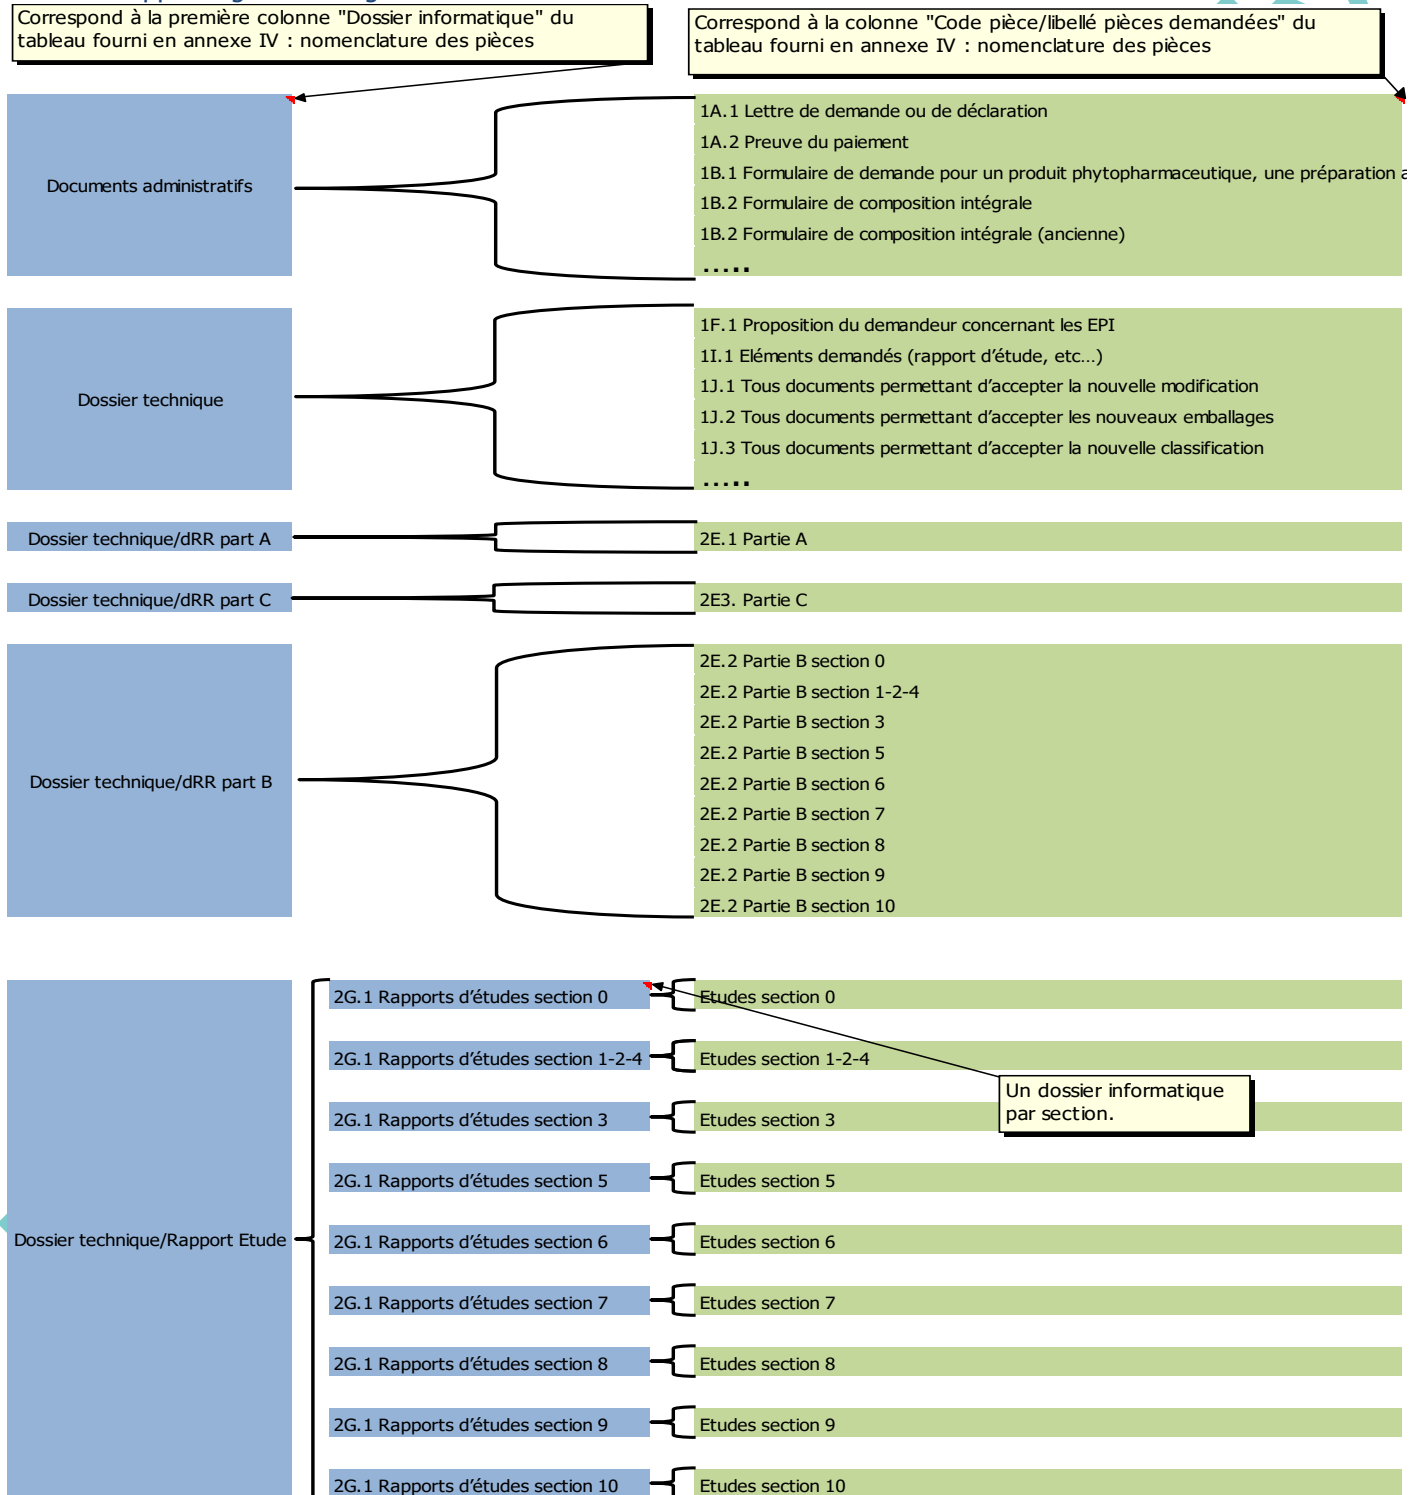 Correspond à la première colonne "Dossier informatique" du
tableau fourni en annexe IV : nomenclature des pièces
Correspond à la colonne "Code pièce/libellé pièces demandées" du
tableau fourni en annexe IV : nomenclature des pièces
Documents administratifs
1A.1 Lettre de demande ou de déclaration
1A.2 Preuve du paiement
1B.1 Formulaire de demande pour un produit phytopharmaceutique, une préparation a
1B.2 Formulaire de composition intégrale
1B.2 Formulaire de composition intégrale (ancienne)
.....
Dossier technique
1F.1 Proposition du demandeur concernant les EPI
1I.1 Eléments demandés (rapport d’étude, etc…)
1J.1 Tous documents permettant d’accepter la nouvelle modification
1J.2 Tous documents permettant d’accepter les nouveaux emballages
1J.3 Tous documents permettant d’accepter la nouvelle classification
.....
Dossier technique/dRR part A
2E.1 Partie A
Dossier technique/dRR part C
2E3. Partie C
Dossier technique/dRR part B
2E.2 Partie B section 0
2E.2 Partie B section 1-2-4
2E.2 Partie B section 3
2E.2 Partie B section 5
2E.2 Partie B section 6
2E.2 Partie B section 7
2E.2 Partie B section 8
2E.2 Partie B section 9
2E.2 Partie B section 10
Dossier technique/Rapport Etude
2G.1 Rapports d’études section 0
Etudes section 0
2G.1 Rapports d’études section 1-2-4
Etudes section 1-2-4
Un dossier informatique
par section.
2G.1 Rapports d’études section 3
Etudes section 3
2G.1 Rapports d’études section 5
Etudes section 5
2G.1 Rapports d’études section 6
Etudes section 6
2G.1 Rapports d’études section 7
Etudes section 7
2G.1 Rapports d’études section 8
Etudes section 8
2G.1 Rapports d’études section 9
Etudes section 9
2G.1 Rapports d’études section 10
Etudes section 10